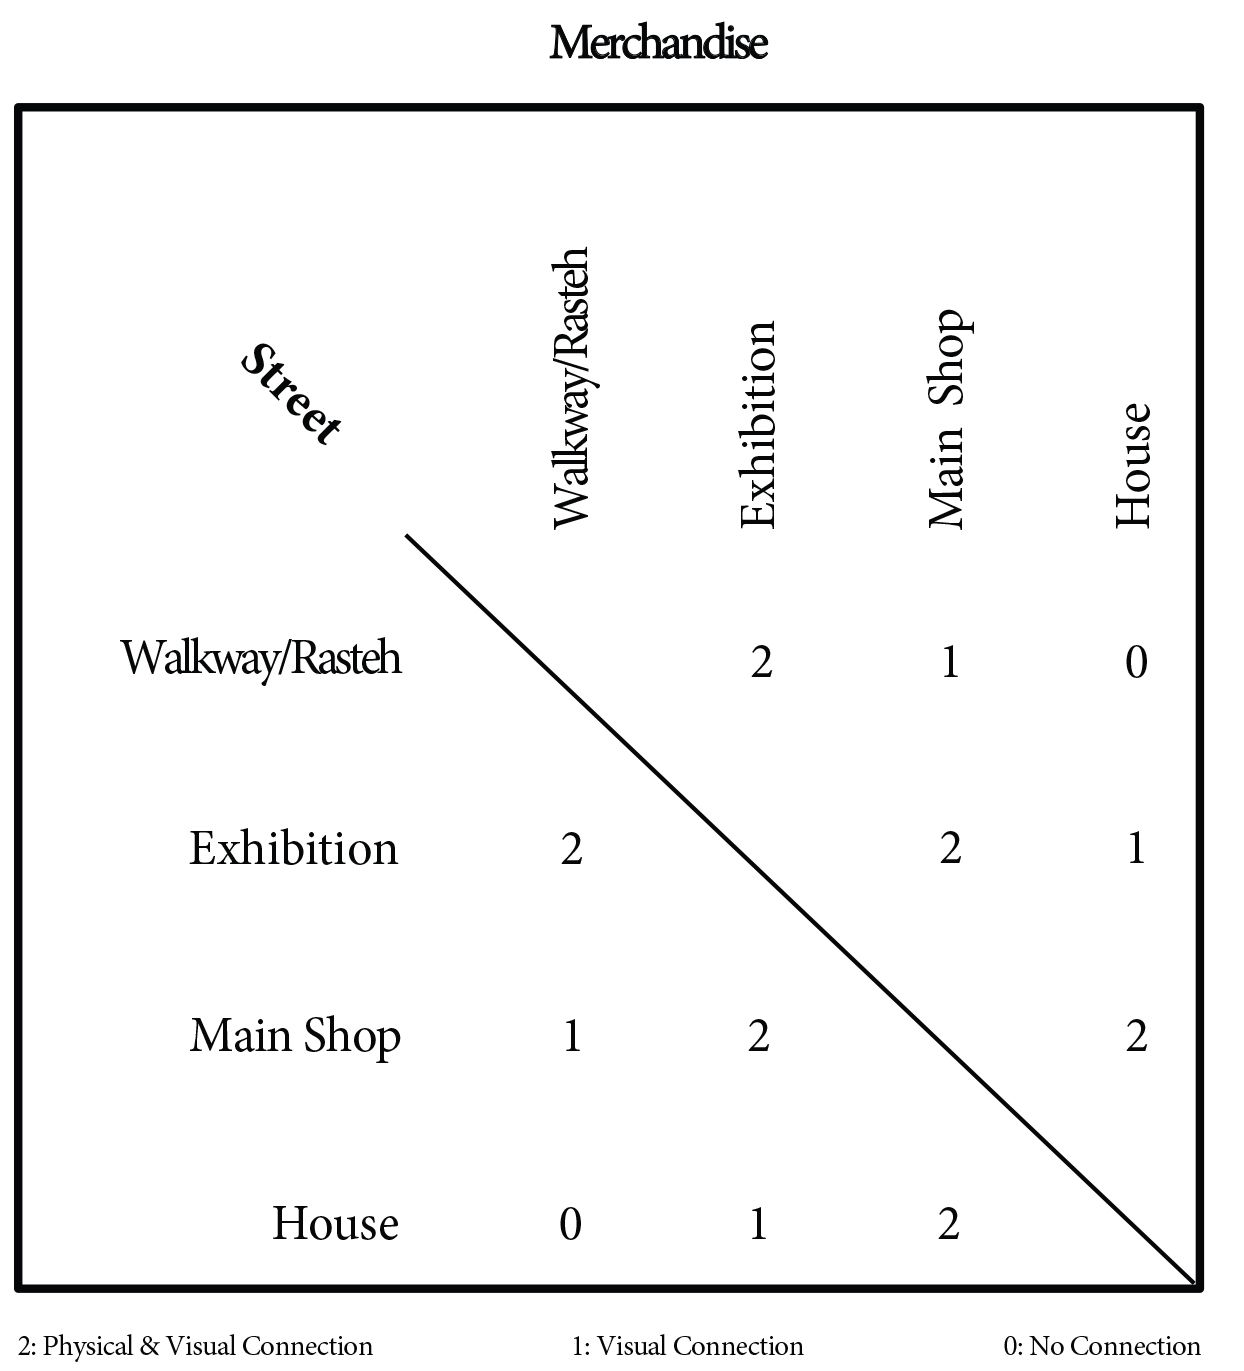 Merchandise
Street
Walkway/Rasteh
Exhibition
Main Shop
House
Walkway/Rasteh 2 1 0
Exhibition 2 2 1
Main Shop 1 2 2
House 0 1 2
2: Physical & Visual Connection 1: Visual Connection 0: No Connection